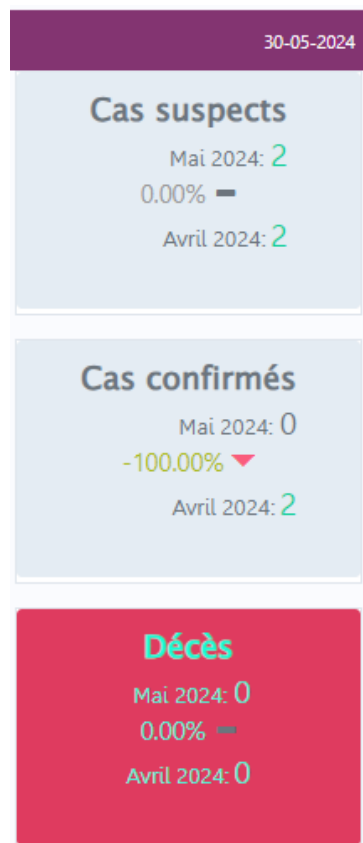 30-05-2024
Cas suspects
Mai 2024: 2
0.00%
Avril 2024: 2
Cas confirmés
Mai 2024: 0
-100.00%
Avril 2024: 2
Décès
Mai 2024: 0
0.00%
Avril 2024: 0